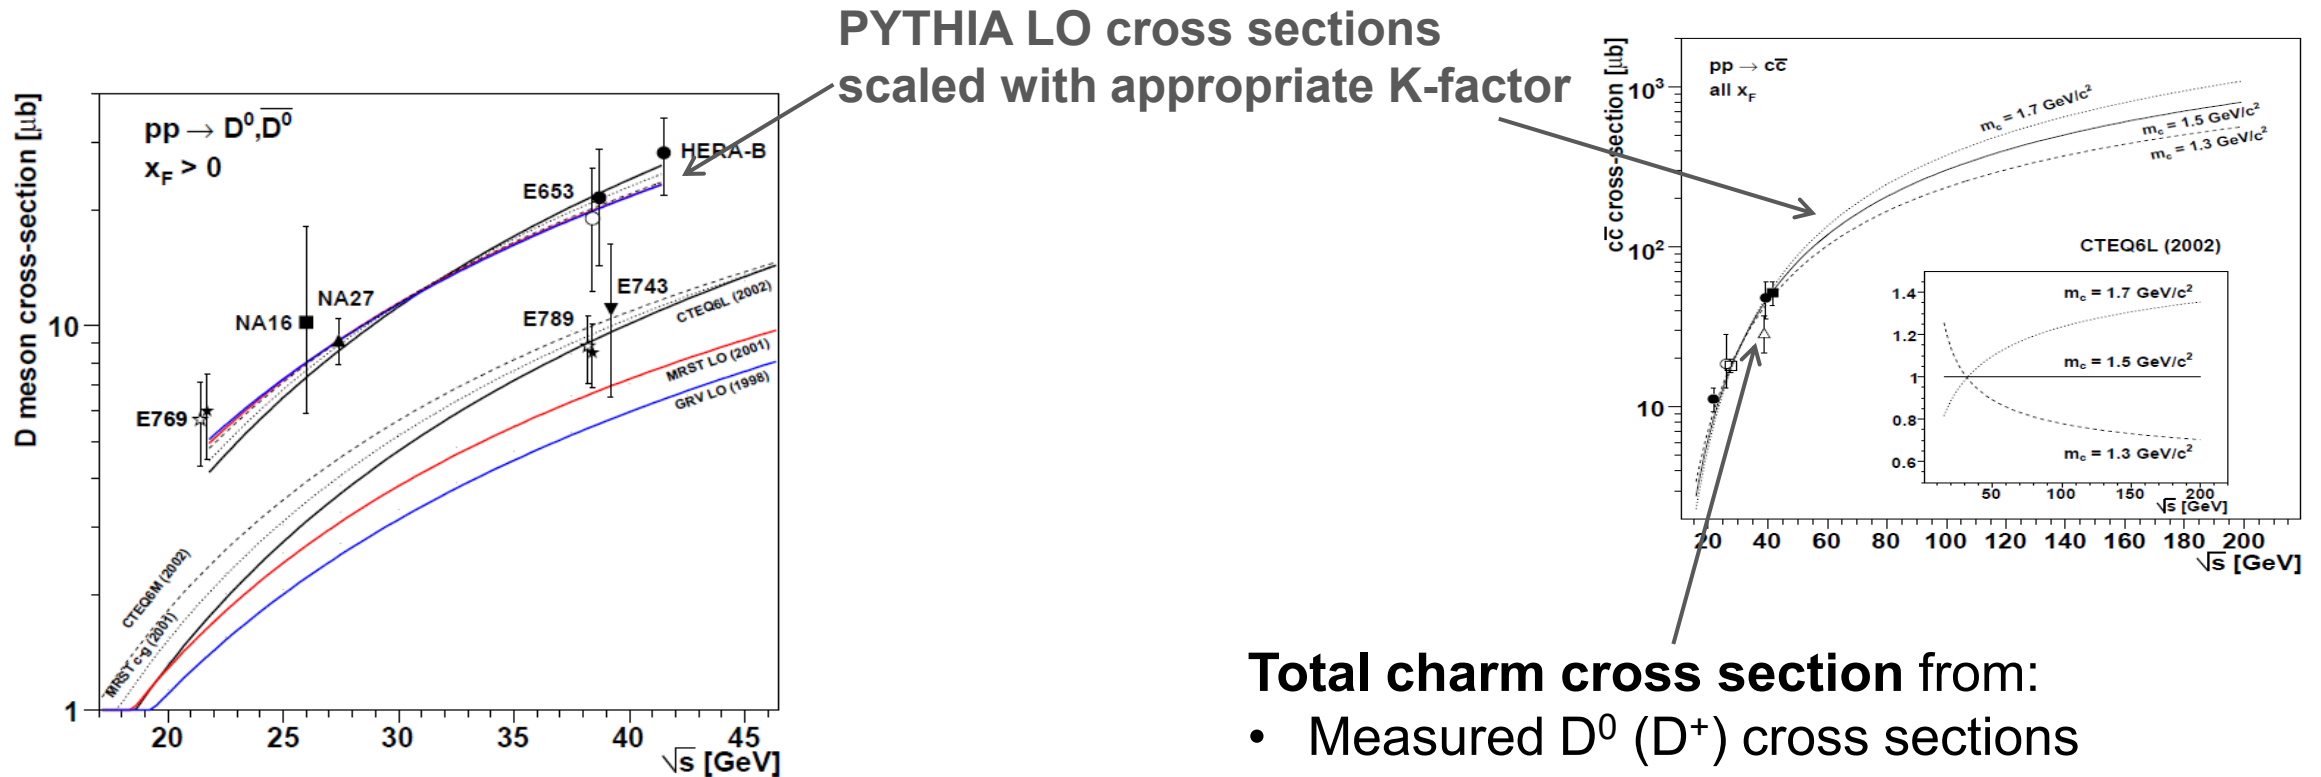 PYTHIA LO cross sections
scaled with appropriate K-factor
D meson cross-section [μb]
pp → D⁰,D̅⁰
x_F > 0
HERA-B
E653
E743
NA27
NA16
E789
E769
CTEQ6L (2002)
MRST LO (2001)
GRV LO (1998)
CTEQ6M (2002)
MRST c-g (2001)
10
1
20 25 30 35 40 45
√s [GeV]
cc̅ cross-section [μb]
pp → cc̅
all x_F
10³
10²
10
m_c = 1.7 GeV/c²
m_c = 1.5 GeV/c²
m_c = 1.3 GeV/c²
CTEQ6L (2002)
1.4
1.2
1
0.8
0.6
m_c = 1.7 GeV/c²
m_c = 1.5 GeV/c²
m_c = 1.3 GeV/c²
50 100 150 200
√s [GeV]
20 40 60 80 100 120 140 160 180 200
√s [GeV]
Total charm cross section from:
• Measured D⁰ (D⁺) cross sections